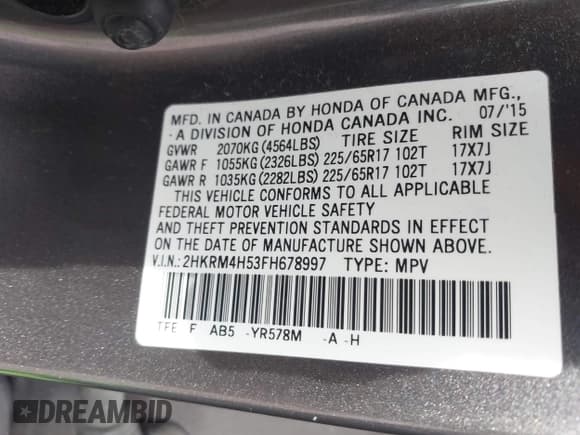 MFD. IN CANADA BY HONDA OF CANADA MFG.,
-A DIVISION OF HONDA CANADA INC. 07/'15
GVWR 2070KG(4564LBS) TIRE SIZE RIM SIZE
GAWR F 1055KG(2326LBS)225/65R17 102T 17X7J
GAWR R 1035KG(2282LBS)225/65R17 102T 17X7J
THIS VEHICLE CONFORMS TO ALL APPLICABLE
FEDERAL MOTOR VEHICLE SAFETY
AND THEFT PREVENTION STANDARDS IN EFFECT
ON THE DATE OF MANUFACTURE SHOWN ABOVE.
V.I.N.:2HKRM4H53FH678997 TYPE: MPV
TFE F AB5 -YR578M -A -H
DREAMBID